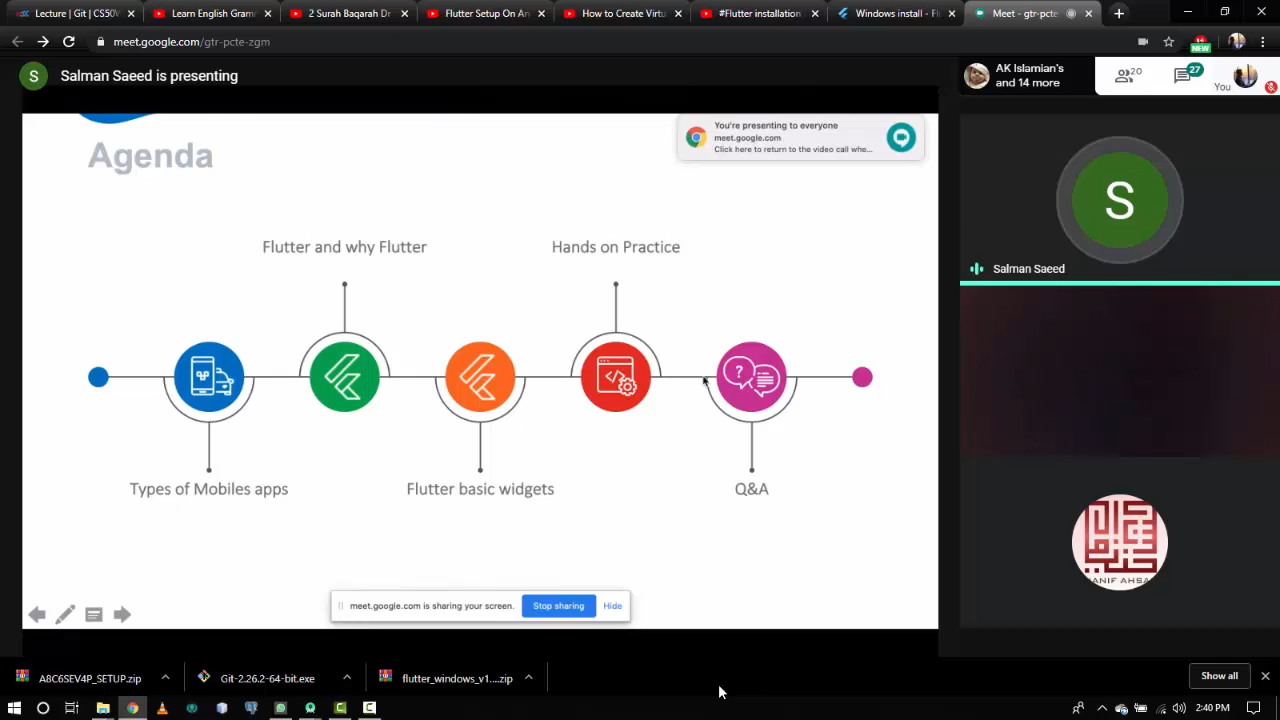 Lecture | Git | CS50V
Learn English Gram
2 Surah Baqarah Dr
Flutter Setup On An
How to Create Virtu
#Flutter installation
Windows install - Fl
Meet - gtr-pcte
meet.google.com/gtr-pcte-zgm
NEW
S
Salman Saeed is presenting
AK Islamian's
and 14 more
20
27
You
Agenda
You're presenting to everyone
meet.google.com
Click here to return to the video call whe...
Flutter and why Flutter
Hands on Practice
Types of Mobiles apps
Flutter basic widgets
Q&A
S
Salman Saeed
ANIF AHSA
meet.google.com is sharing your screen.
Stop sharing
Hide
A8C6SEV4P_SETUP.zip
Git-2.26.2-64-bit.exe
flutter_windows_v1....zip
Show all
2:40 PM